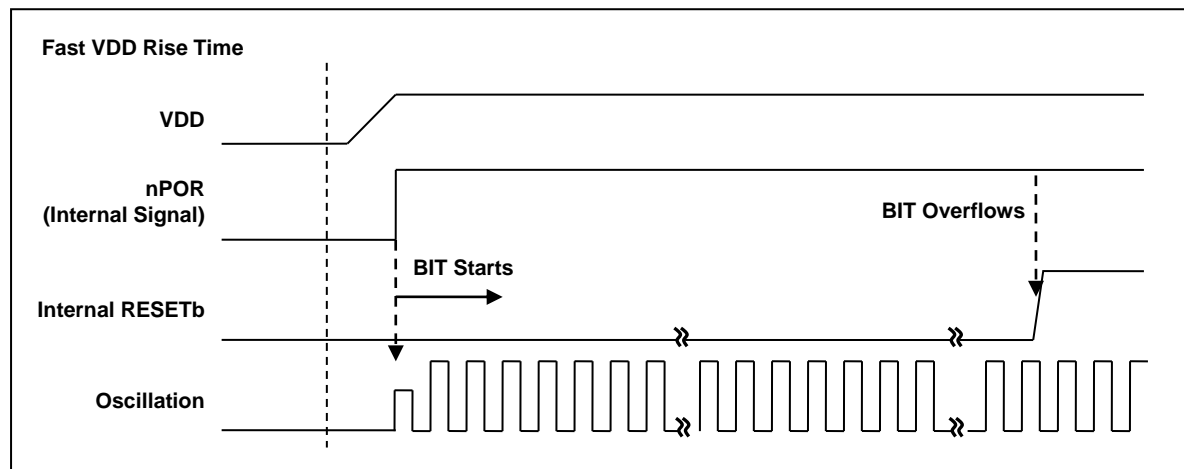 Fast VDD Rise Time
VDD
nPOR
(Internal Signal)
BIT Overflows
BIT Starts
Internal RESETb
Oscillation